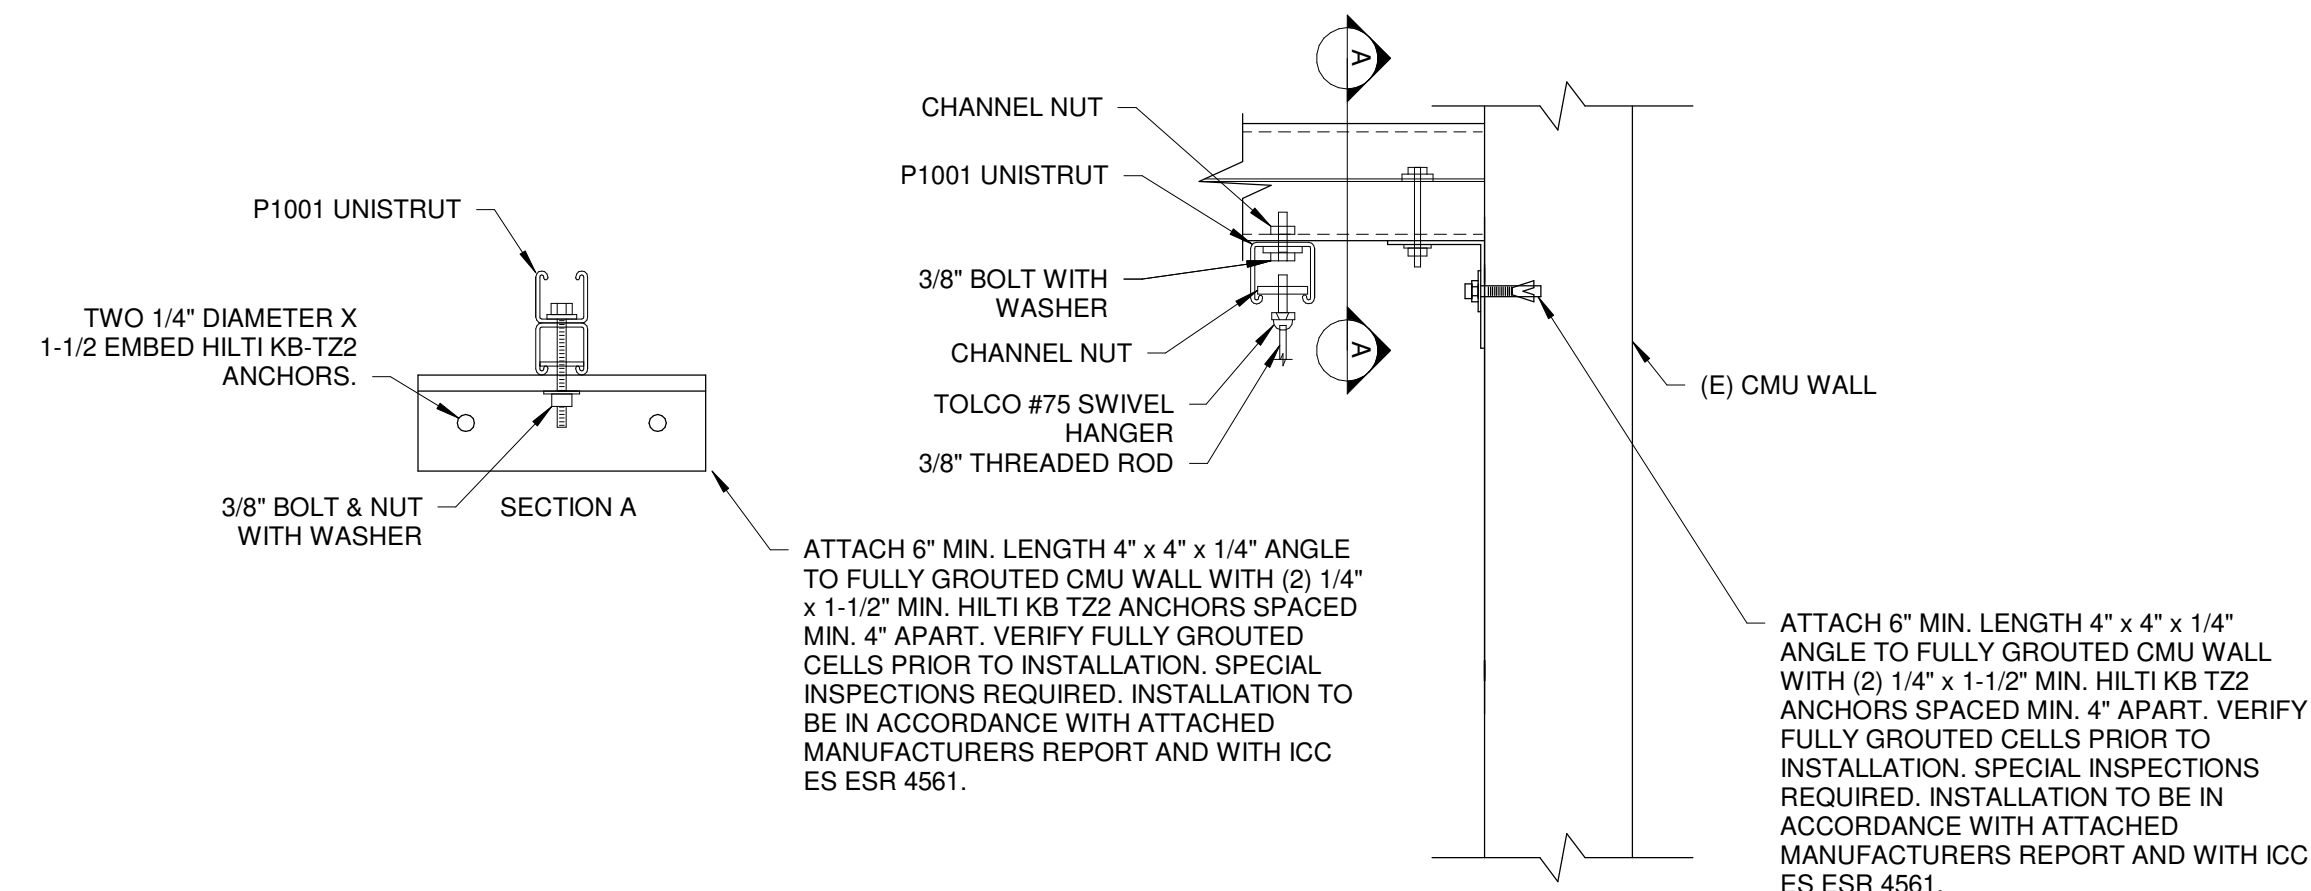 P1001 UNISTRUT
TWO 1/4" DIAMETER X
1-1/2 EMBED HILTI KB-TZ2
ANCHORS.
3/8" BOLT & NUT
WITH WASHER
SECTION A
ATTACH 6" MIN. LENGTH 4" x 4" x 1/4" ANGLE
TO FULLY GROUTED CMU WALL WITH (2) 1/4"
x 1-1/2" MIN. HILTI KB TZ2 ANCHORS SPACED
MIN. 4" APART. VERIFY FULLY GROUTED
CELLS PRIOR TO INSTALLATION. SPECIAL
INSPECTIONS REQUIRED. INSTALLATION TO
BE IN ACCORDANCE WITH ATTACHED
MANUFACTURERS REPORT AND WITH ICC
ES ESR 4561.
A
CHANNEL NUT
P1001 UNISTRUT
3/8" BOLT WITH
WASHER
CHANNEL NUT
TOLCO #75 SWIVEL
HANGER
3/8" THREADED ROD
A
(E) CMU WALL
ATTACH 6" MIN. LENGTH 4" x 4" x 1/4"
ANGLE TO FULLY GROUTED CMU WALL
WITH (2) 1/4" x 1-1/2" MIN. HILTI KB TZ2
ANCHORS SPACED MIN. 4" APART. VERIFY
FULLY GROUTED CELLS PRIOR TO
INSTALLATION. SPECIAL INSPECTIONS
REQUIRED. INSTALLATION TO BE IN
ACCORDANCE WITH ATTACHED
MANUFACTURERS REPORT AND WITH ICC
ES ESR 4561.